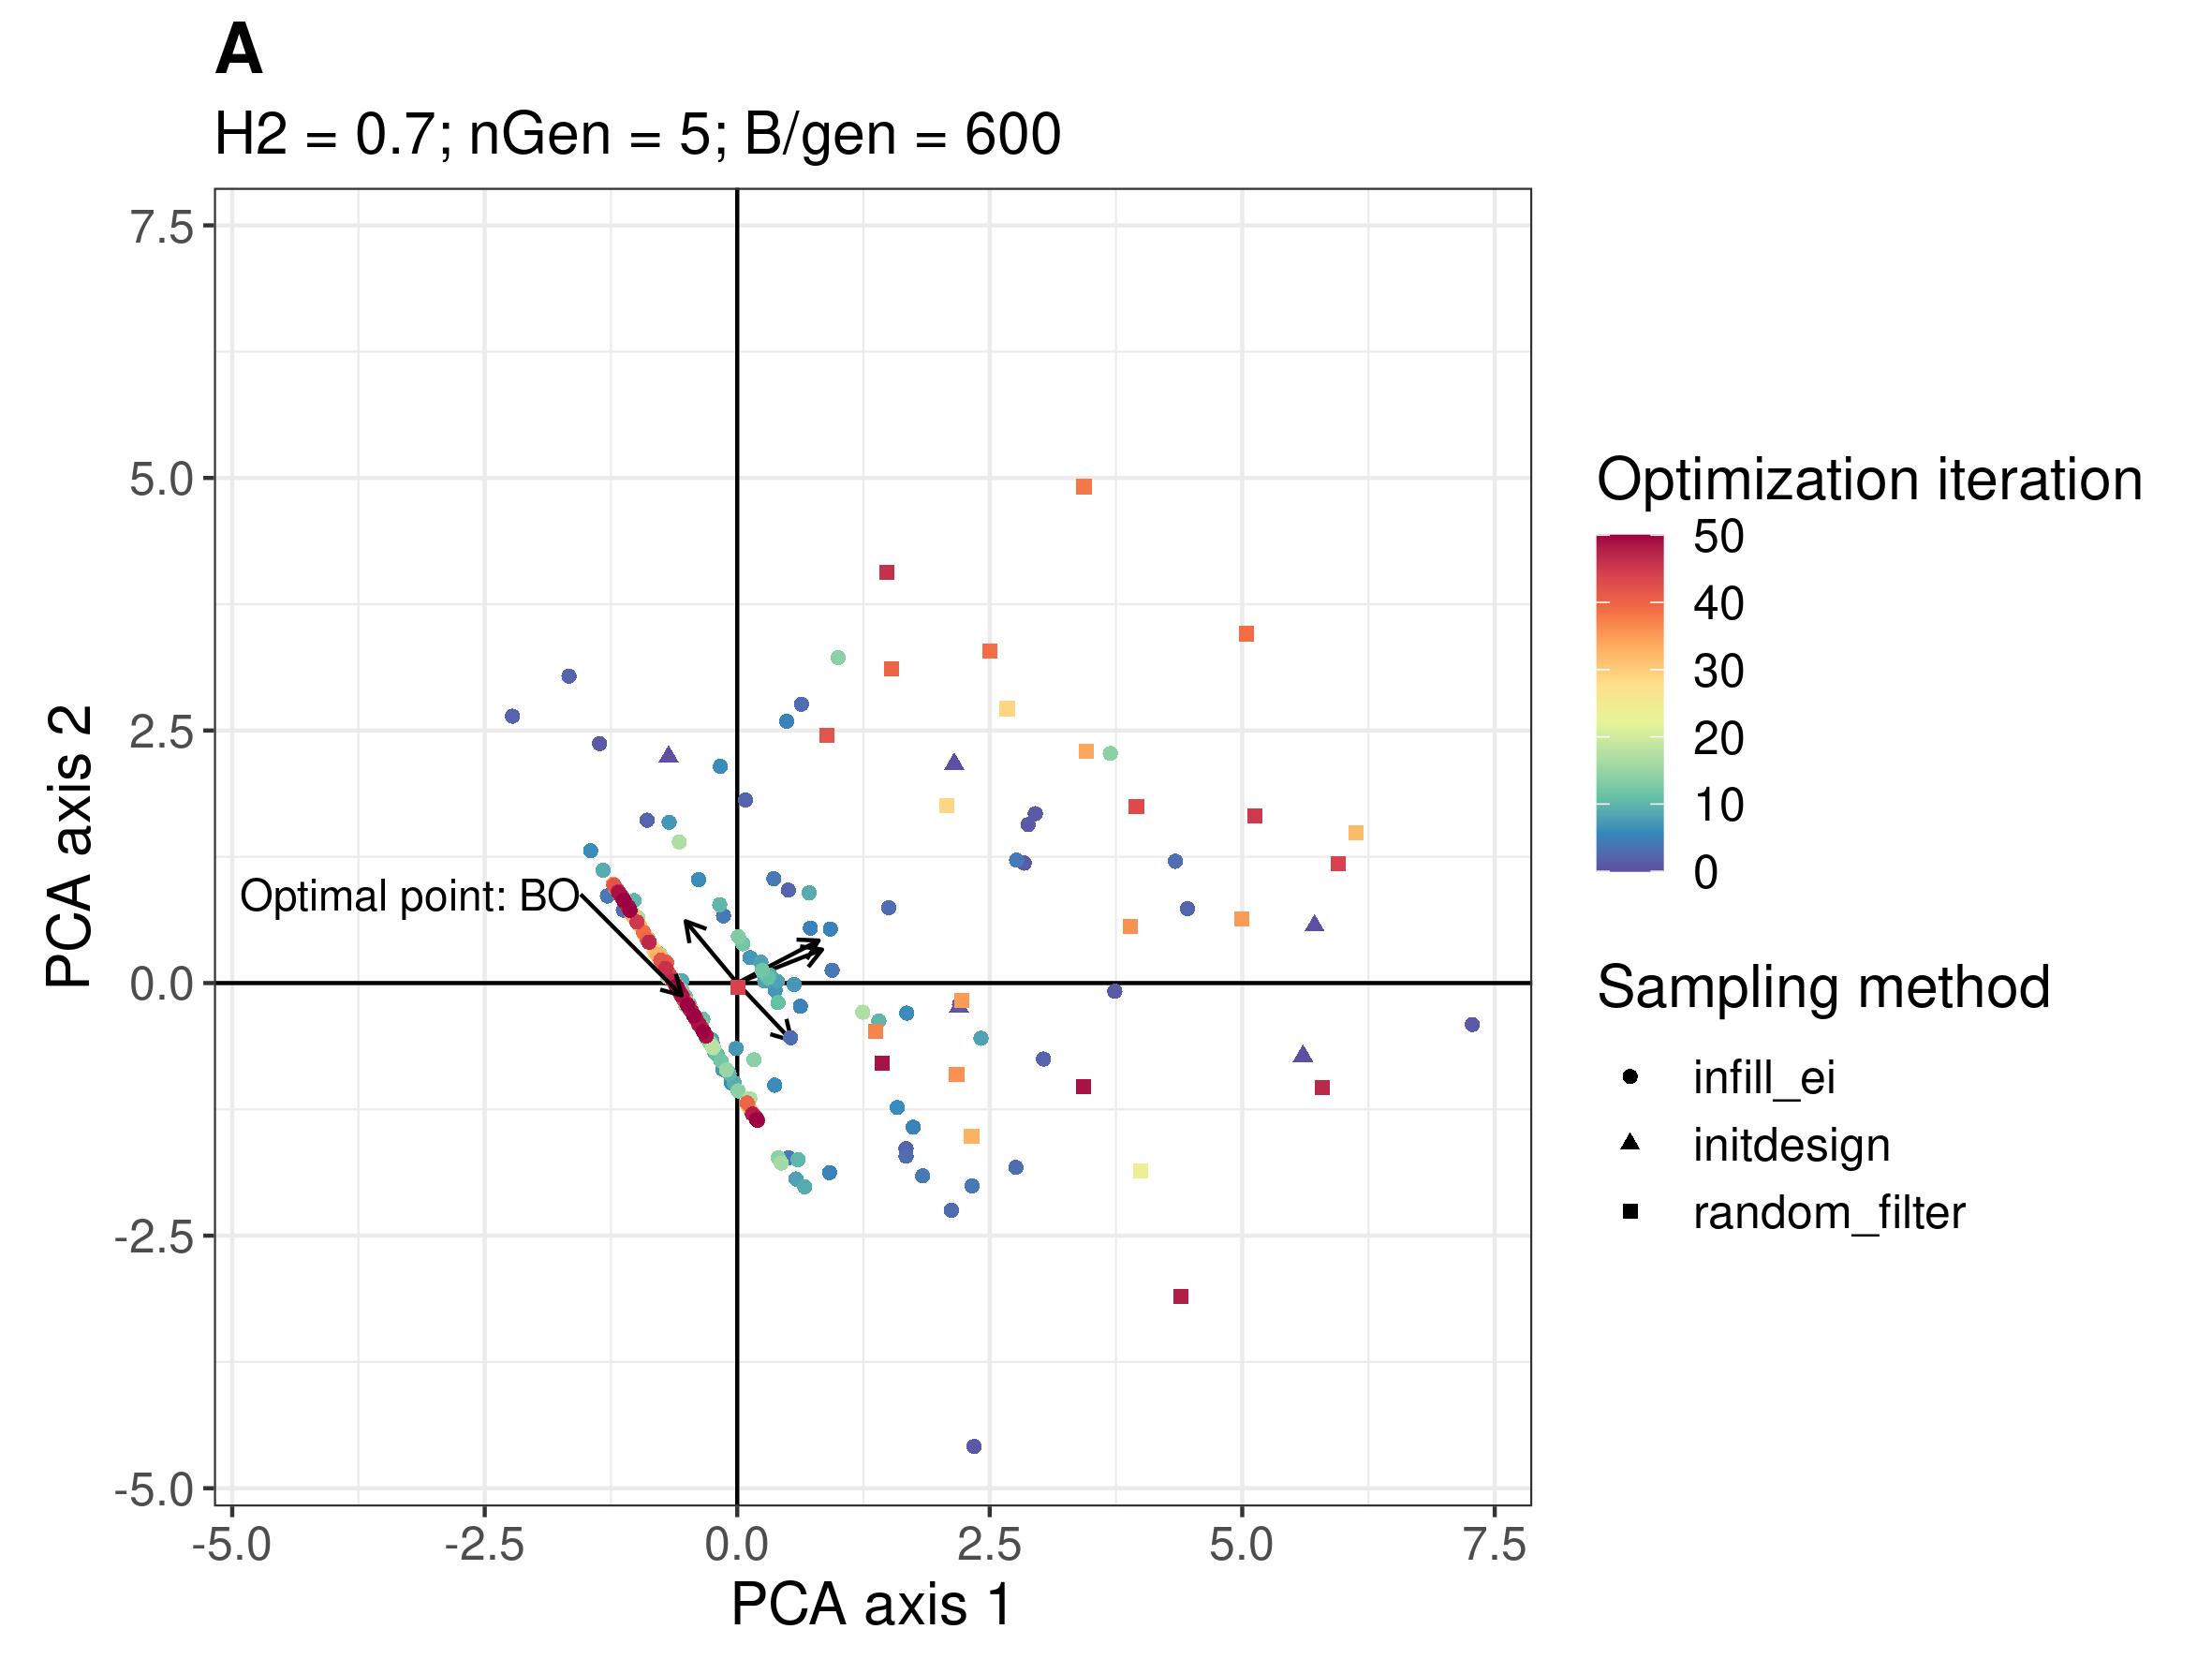 A
H2 = 0.7; nGen = 5; B/gen = 600
7.5
5.0
2.5
0.0
-2.5
-5.0
PCA axis 2
Optimal point: BO
-5.0
-2.5
0.0
2.5
5.0
7.5
PCA axis 1
Optimization iteration
50
40
30
20
10
0
Sampling method
infill_ei
initdesign
random_filter